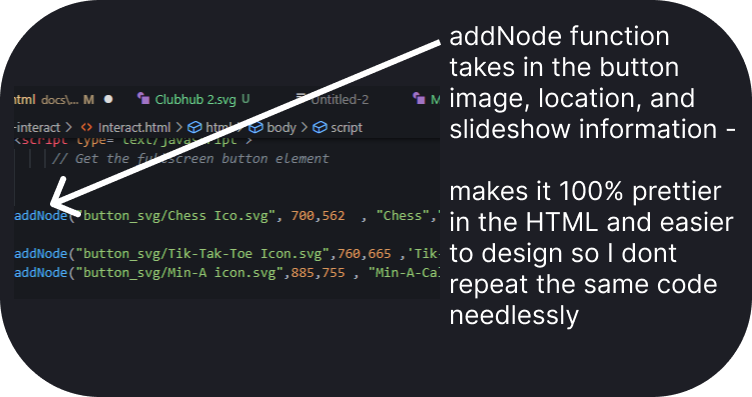 addNode function
takes in the button
image, location, and
slideshow information -
makes it 100% prettier
in the HTML and easier
to design so I dont
repeat the same code
needlessly
html docs\... M Clubhub 2.svg U Untitled-2 M
-interact > Interact.html > html > body > script
<script type="text/javascript">
// Get the fullscreen button element
addNode("button_svg/Chess Ico.svg", 700,562 , "Chess","
addNode("button_svg/Tik-Tak-Toe Icon.svg",760,665 ,'Tik-
addNode("button_svg/Min-A icon.svg",885,755 , "Min-A-Cal